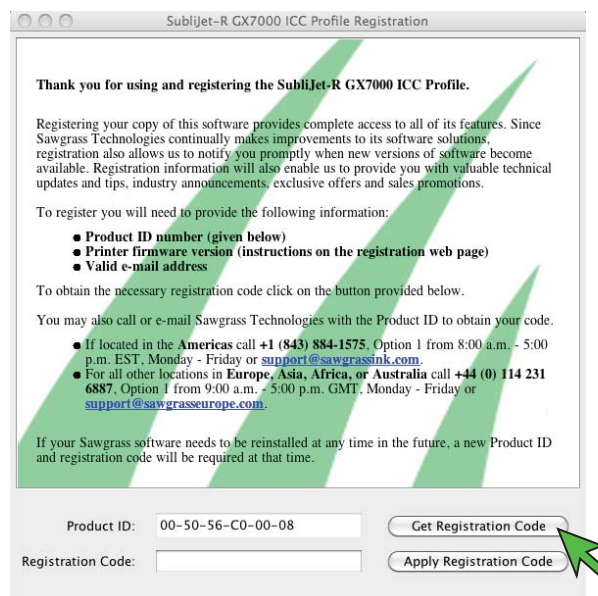 SubliJet-R GX7000 ICC Profile Registration
Thank you for using and registering the SubliJet-R GX7000 ICC Profile.
Registering your copy of this software provides complete access to all of its features. Since
Sawgrass Technologies continually makes improvements to its software solutions,
registration also allows us to notify you promptly when new versions of software become
available. Registration information will also enable us to provide you with valuable technical
updates and tips, industry announcements, exclusive offers and sales promotions.
To register you will need to provide the following information:
● Product ID number (given below)
● Printer firmware version (instructions on the registration web page)
● Valid e-mail address
To obtain the necessary registration code click on the button provided below.
You may also call or e-mail Sawgrass Technologies with the Product ID to obtain your code.
● If located in the Americas call +1 (843) 884-1575, Option 1 from 8:00 a.m. - 5:00
p.m. EST, Monday - Friday or support@sawgrassink.com.
● For all other locations in Europe, Asia, Africa, or Australia call +44 (0) 114 231
6887, Option 1 from 9:00 a.m. - 5:00 p.m. GMT, Monday - Friday or
support@sawgrasseurope.com.
If your Sawgrass software needs to be reinstalled at any time in the future, a new Product ID
and registration code will be required at that time.
Product ID: 00-50-56-C0-00-08 Get Registration Code
Registration Code: Apply Registration Code